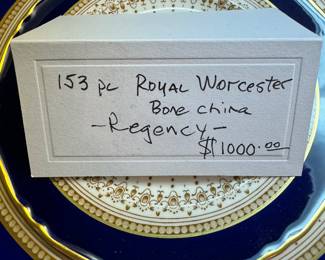 153 pc Royal Worcester
Bone china
-Regency-
$1000.00